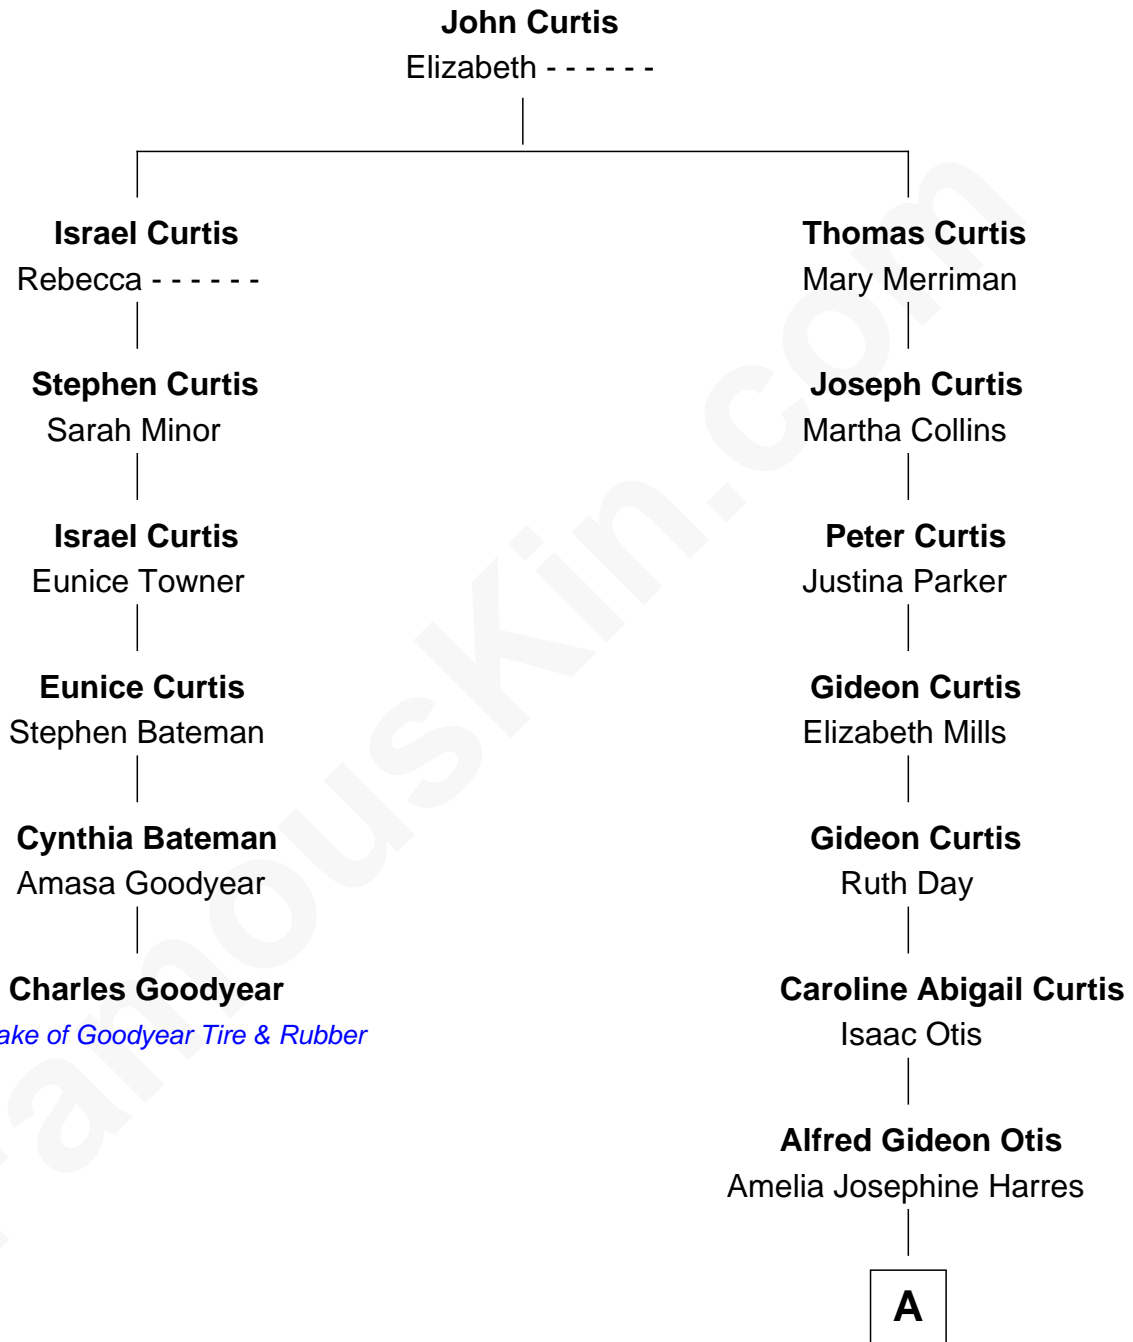 John Curtis
Elizabeth - - - - - -
Israel Curtis
Rebecca - - - - - -
Thomas Curtis
Mary Merriman
Stephen Curtis
Sarah Minor
Joseph Curtis
Martha Collins
Israel Curtis
Eunice Towner
Peter Curtis
Justina Parker
Eunice Curtis
Stephen Bateman
Gideon Curtis
Elizabeth Mills
Cynthia Bateman
Amasa Goodyear
Gideon Curtis
Ruth Day
Charles Goodyear
of Goodyear Tire & Rubber
Caroline Abigail Curtis
Isaac Otis
Alfred Gideon Otis
Amelia Josephine Harres
A
FamousKin.com